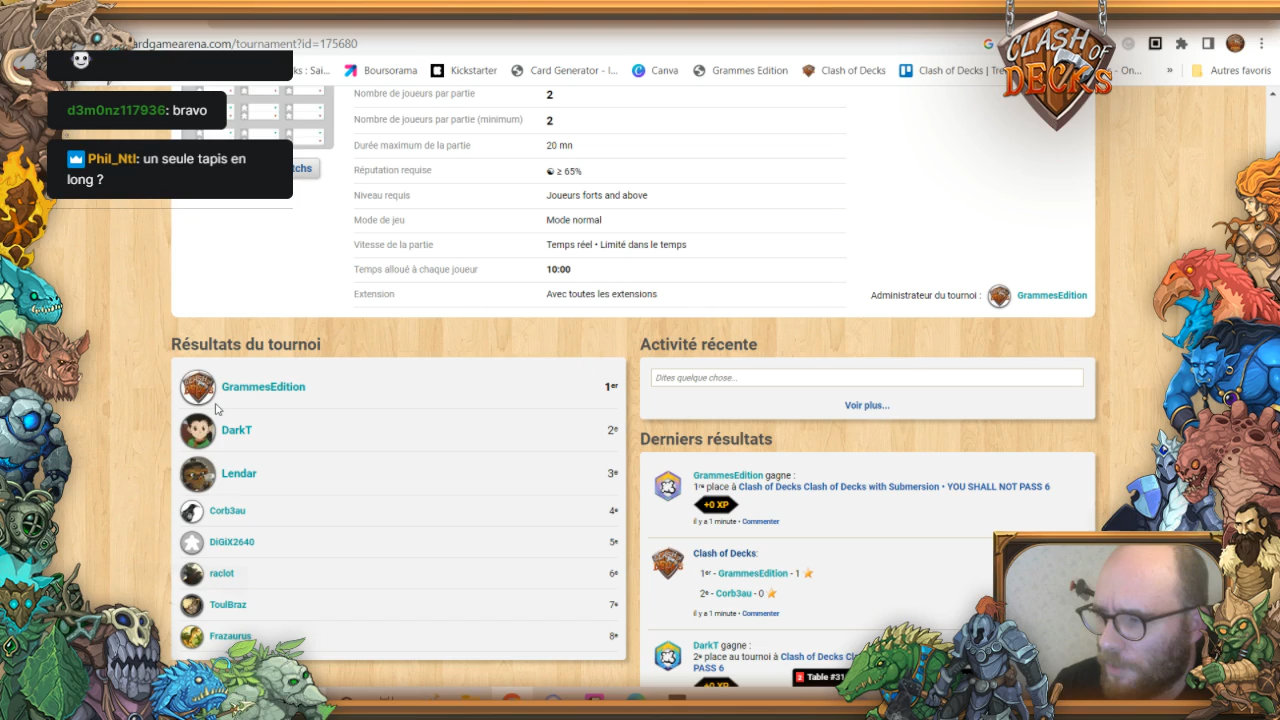 ardgamearena.com/tournament?id=175680
Boursorama
Kickstarter
Card Generator - I...
Canva
Grammes Edition
Clash of Decks
Clash of Decks | Tre
On...
»
Autres favoris
CLASH OF DECKS
d3m0nz117936: bravo
Phil_Ntl: un seule tapis en
long ?
tchs
Nombre de joueurs par partie 2
Nombre de joueurs par partie (minimum) 2
Durée maximum de la partie 20 mn
Réputation requise ≥ 65%
Niveau requis Joueurs forts and above
Mode de jeu Mode normal
Vitesse de la partie Temps réel • Limité dans le temps
Temps alloué à chaque joueur 10:00
Extension Avec toutes les extensions
Administrateur du tournoi : GrammesEdition
Résultats du tournoi
GrammesEdition 1er
DarkT 2e
Lendar 3e
Corb3au 4e
DiGiX2640 5e
raclot 6e
ToulBraz 7e
Frazaurus 8e
Activité récente
Dites quelque chose...
Voir plus...
Derniers résultats
GrammesEdition gagne :
1re place à Clash of Decks Clash of Decks with Submersion • YOU SHALL NOT PASS 6
+0 XP
il y a 1 minute • Commenter
Clash of Decks:
1er - GrammesEdition - 1
2e - Corb3au - 0
il y a 1 minute • Commenter
DarkT gagne :
2e place au tournoi à Clash of Decks Cl
PASS 6
+0 XP
3 Table #31